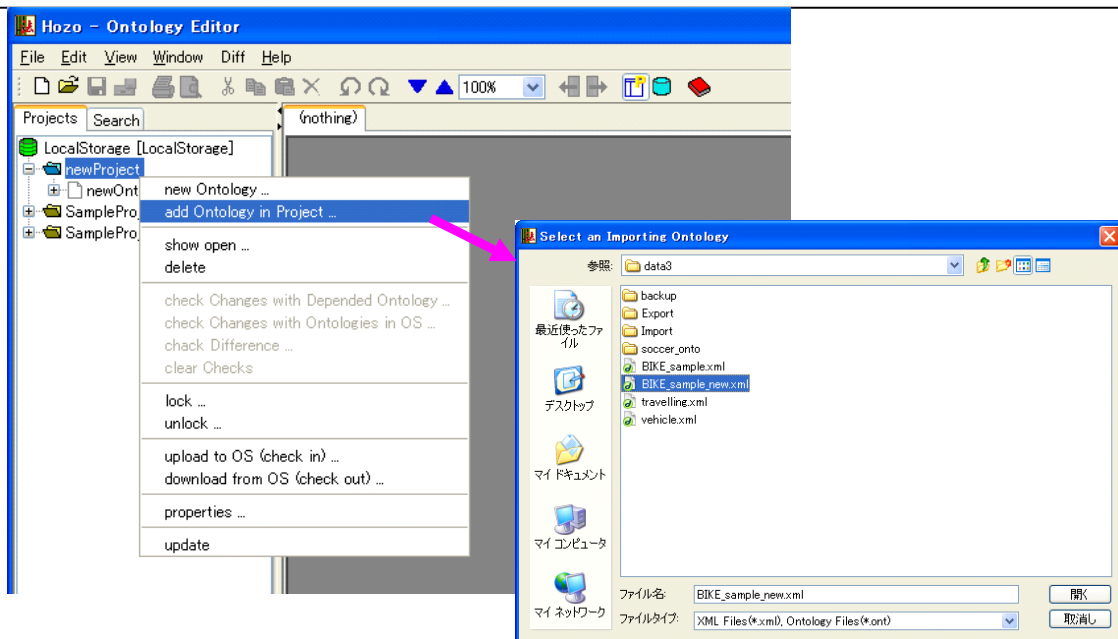 Hozo - Ontology Editor
File Edit View Window Diff Help
100%
Projects Search
(nothing)
LocalStorage [LocalStorage]
newProject
newOnt
SamplePro
SamplePro
new Ontology ...
add Ontology in Project ...
show open ...
delete
check Changes with Depended Ontology ...
check Changes with Ontologies in OS ...
chack Difference ...
clear Checks
lock ...
unlock ...
upload to OS (check in) ...
download from OS (check out) ...
properties ...
update
Select an Importing Ontology
参照:
data3
最近使ったファ
イル
デスクトップ
マイ ドキュメント
マイ コンピュータ
マイ ネットワーク
backup
Export
Import
soccer_onto
BIKE_sample.xml
BIKE_sample_new.xml
travelling.xml
vehicle.xml
ファイル名:
BIKE_sample_new.xml
開く
ファイルタイプ:
XML Files(*.xml), Ontology Files(*.ont)
取消し